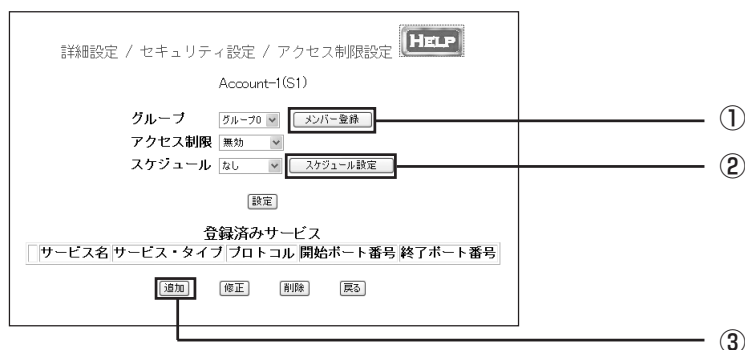 詳細設定 / セキュリティ設定 / アクセス制限設定 HELP
Account-1(S1)
グループ グループ0 メンバー登録 ①
アクセス制限 無効
スケジュール なし スケジュール設定 ②
設定
登録済みサービス
サービス名 サービス・タイプ プロトコル 開始ポート番号 終了ポート番号
追加 修正 削除 戻る
③